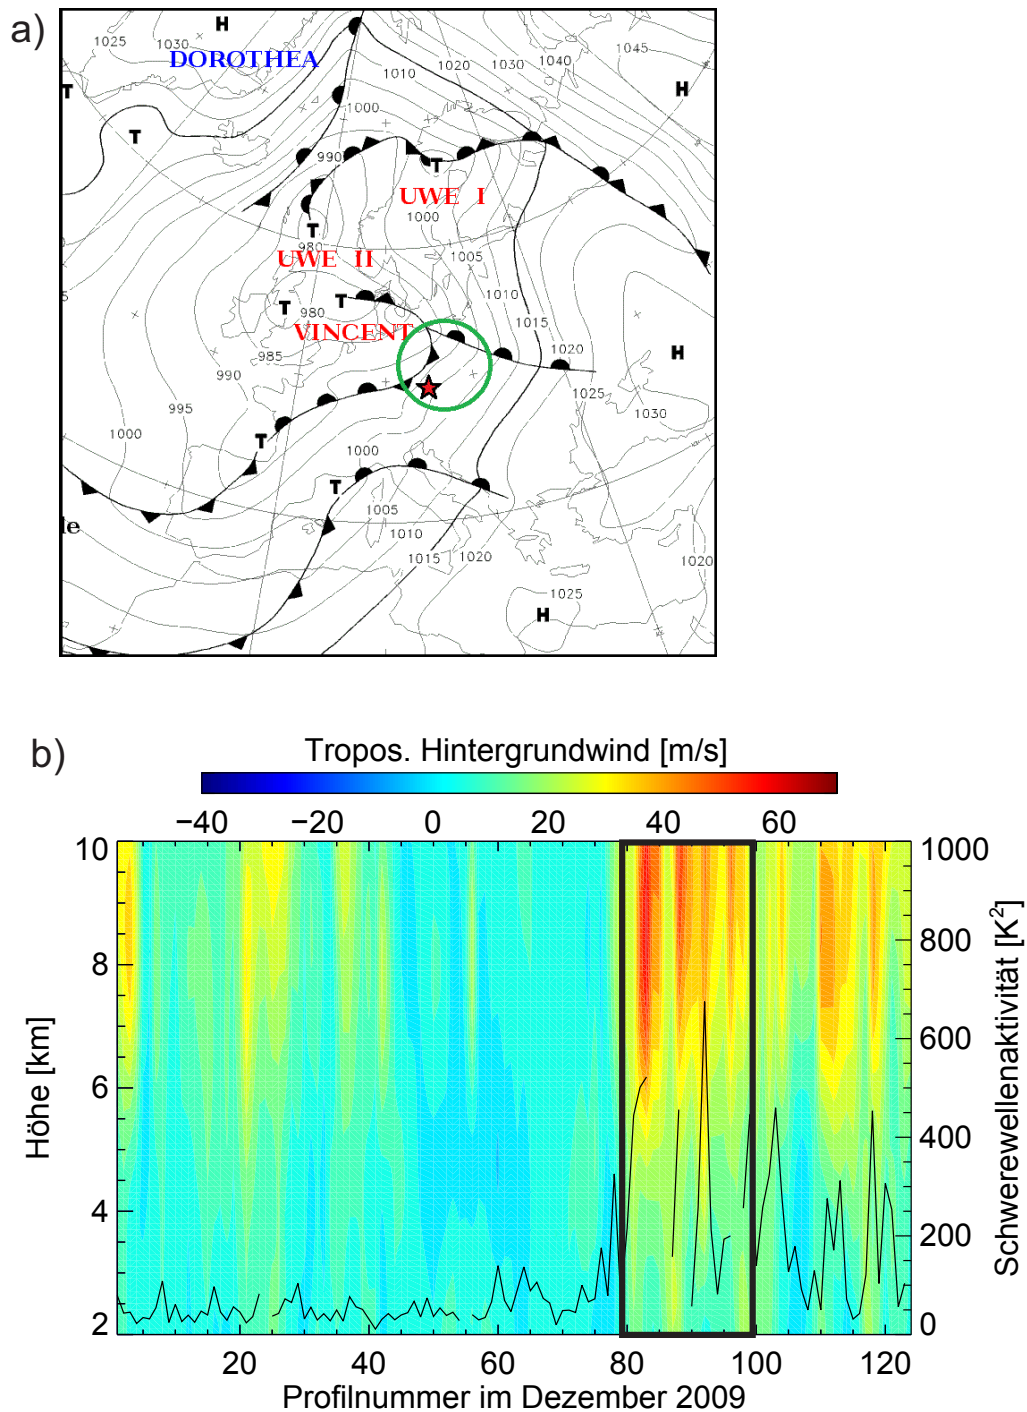 a)
H
1025
1030
DOROTHEA
1010
1020
1030
1040
1045
H
T
T
1000
990
T
UWE I
1000
T
980
UWE II
1005
1010
T
T
980
VINCENT
1015
985
1020
H
990
1025
995
1030
1000
T
1000
T
1005
le
1010
1015
1020
1020
1025
H
b)
Tropos. Hintergrundwind [m/s]
−40 −20 0 20 40 60
10 1000
8 800
6 600
4 400
200
2 0
Höhe [km]
Schwerewellenaktivität [K²]
20 40 60 80 100 120
Profilnummer im Dezember 2009